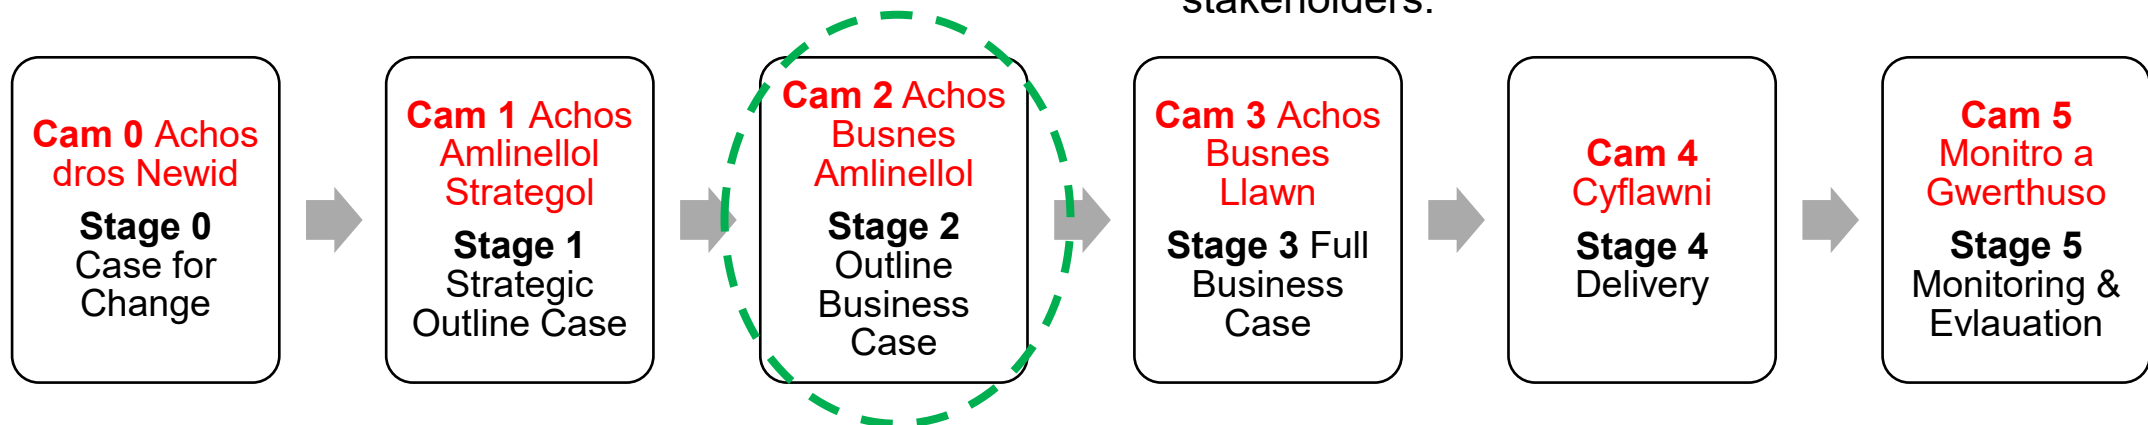 stakeholders.
Cam 0 Achos
dros Newid
Stage 0
Case for
Change
Cam 1 Achos
Amlinellol
Strategol
Stage 1
Strategic
Outline Case
Cam 2 Achos
Busnes
Amlinellol
Stage 2
Outline
Business
Case
Cam 3 Achos
Busnes
Llawn
Stage 3 Full
Business
Case
Cam 4
Cyflawni
Stage 4
Delivery
Cam 5
Monitro a
Gwerthuso
Stage 5
Monitoring &
Evlauation